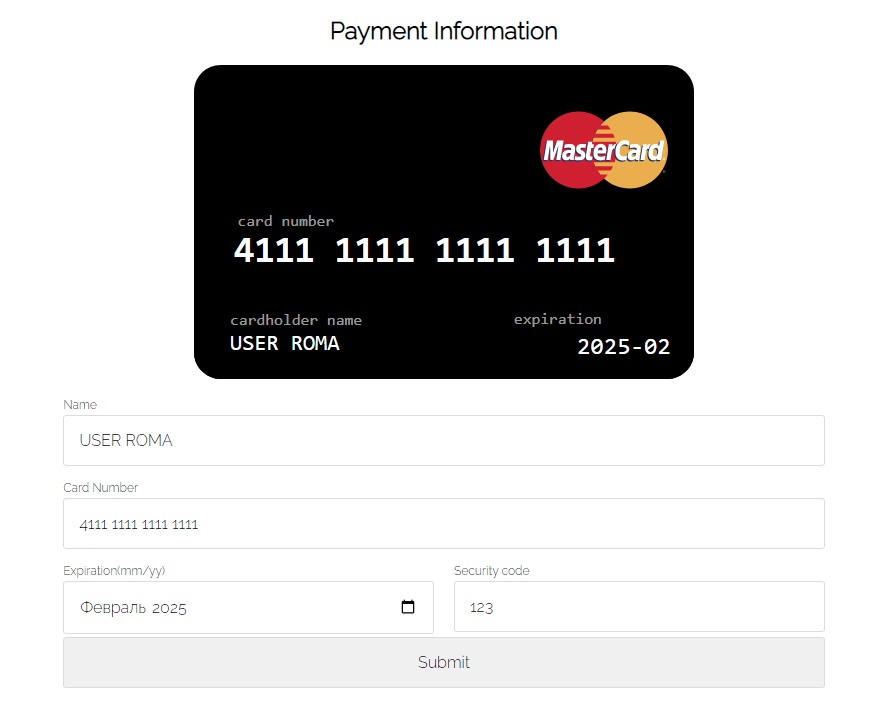 Payment Information
MasterCard
card number
4111 1111 1111 1111
cardholder name expiration
USER ROMA 2025-02
Name
USER ROMA
Card Number
4111 1111 1111 1111
Expiration(mm/yy) Security code
Февраль 2025 123
Submit